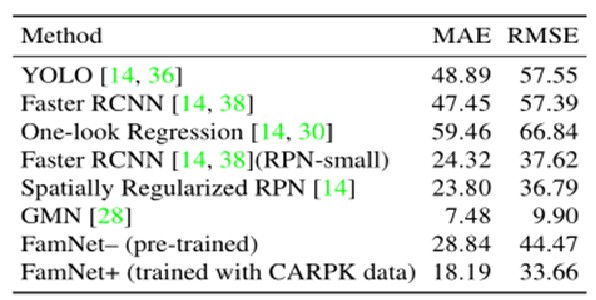 Method MAE RMSE
YOLO [14, 36] 48.89 57.55
Faster RCNN [14, 38] 47.45 57.39
One-look Regression [14, 30] 59.46 66.84
Faster RCNN [14, 38](RPN-small) 24.32 37.62
Spatially Regularized RPN [14] 23.80 36.79
GMN [28] 7.48 9.90
FamNet– (pre-trained) 28.84 44.47
FamNet+ (trained with CARPK data) 18.19 33.66